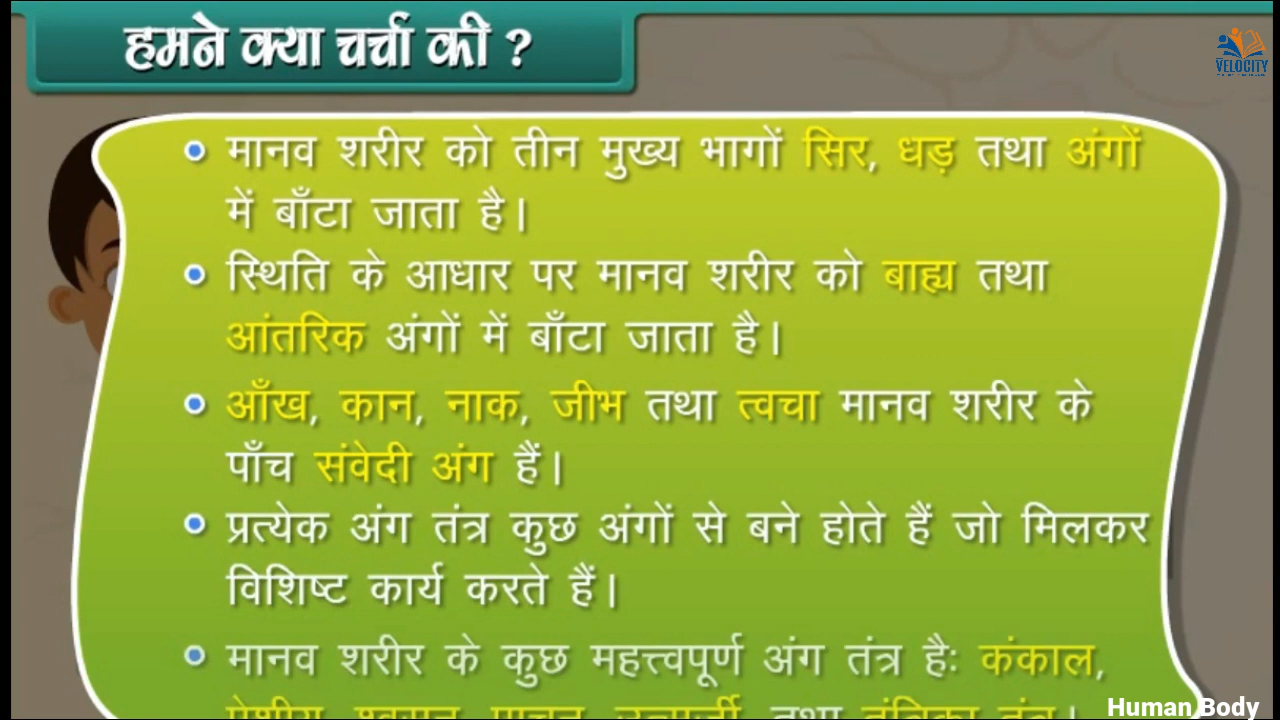 हमने क्या चर्चा की ?
VELOCITY
मानव शरीर को तीन मुख्य भागों सिर, धड़ तथा अंगों
में बाँटा जाता है।
स्थिति के आधार पर मानव शरीर को बाह्य तथा
आंतरिक अंगों में बाँटा जाता है।
आँख, कान, नाक, जीभ तथा त्वचा मानव शरीर के
पाँच संवेदी अंग हैं।
प्रत्येक अंग तंत्र कुछ अंगों से बने होते हैं जो मिलकर
विशिष्ट कार्य करते हैं।
मानव शरीर के कुछ महत्त्वपूर्ण अंग तंत्र हैः कंकाल,
तथा
Human Body